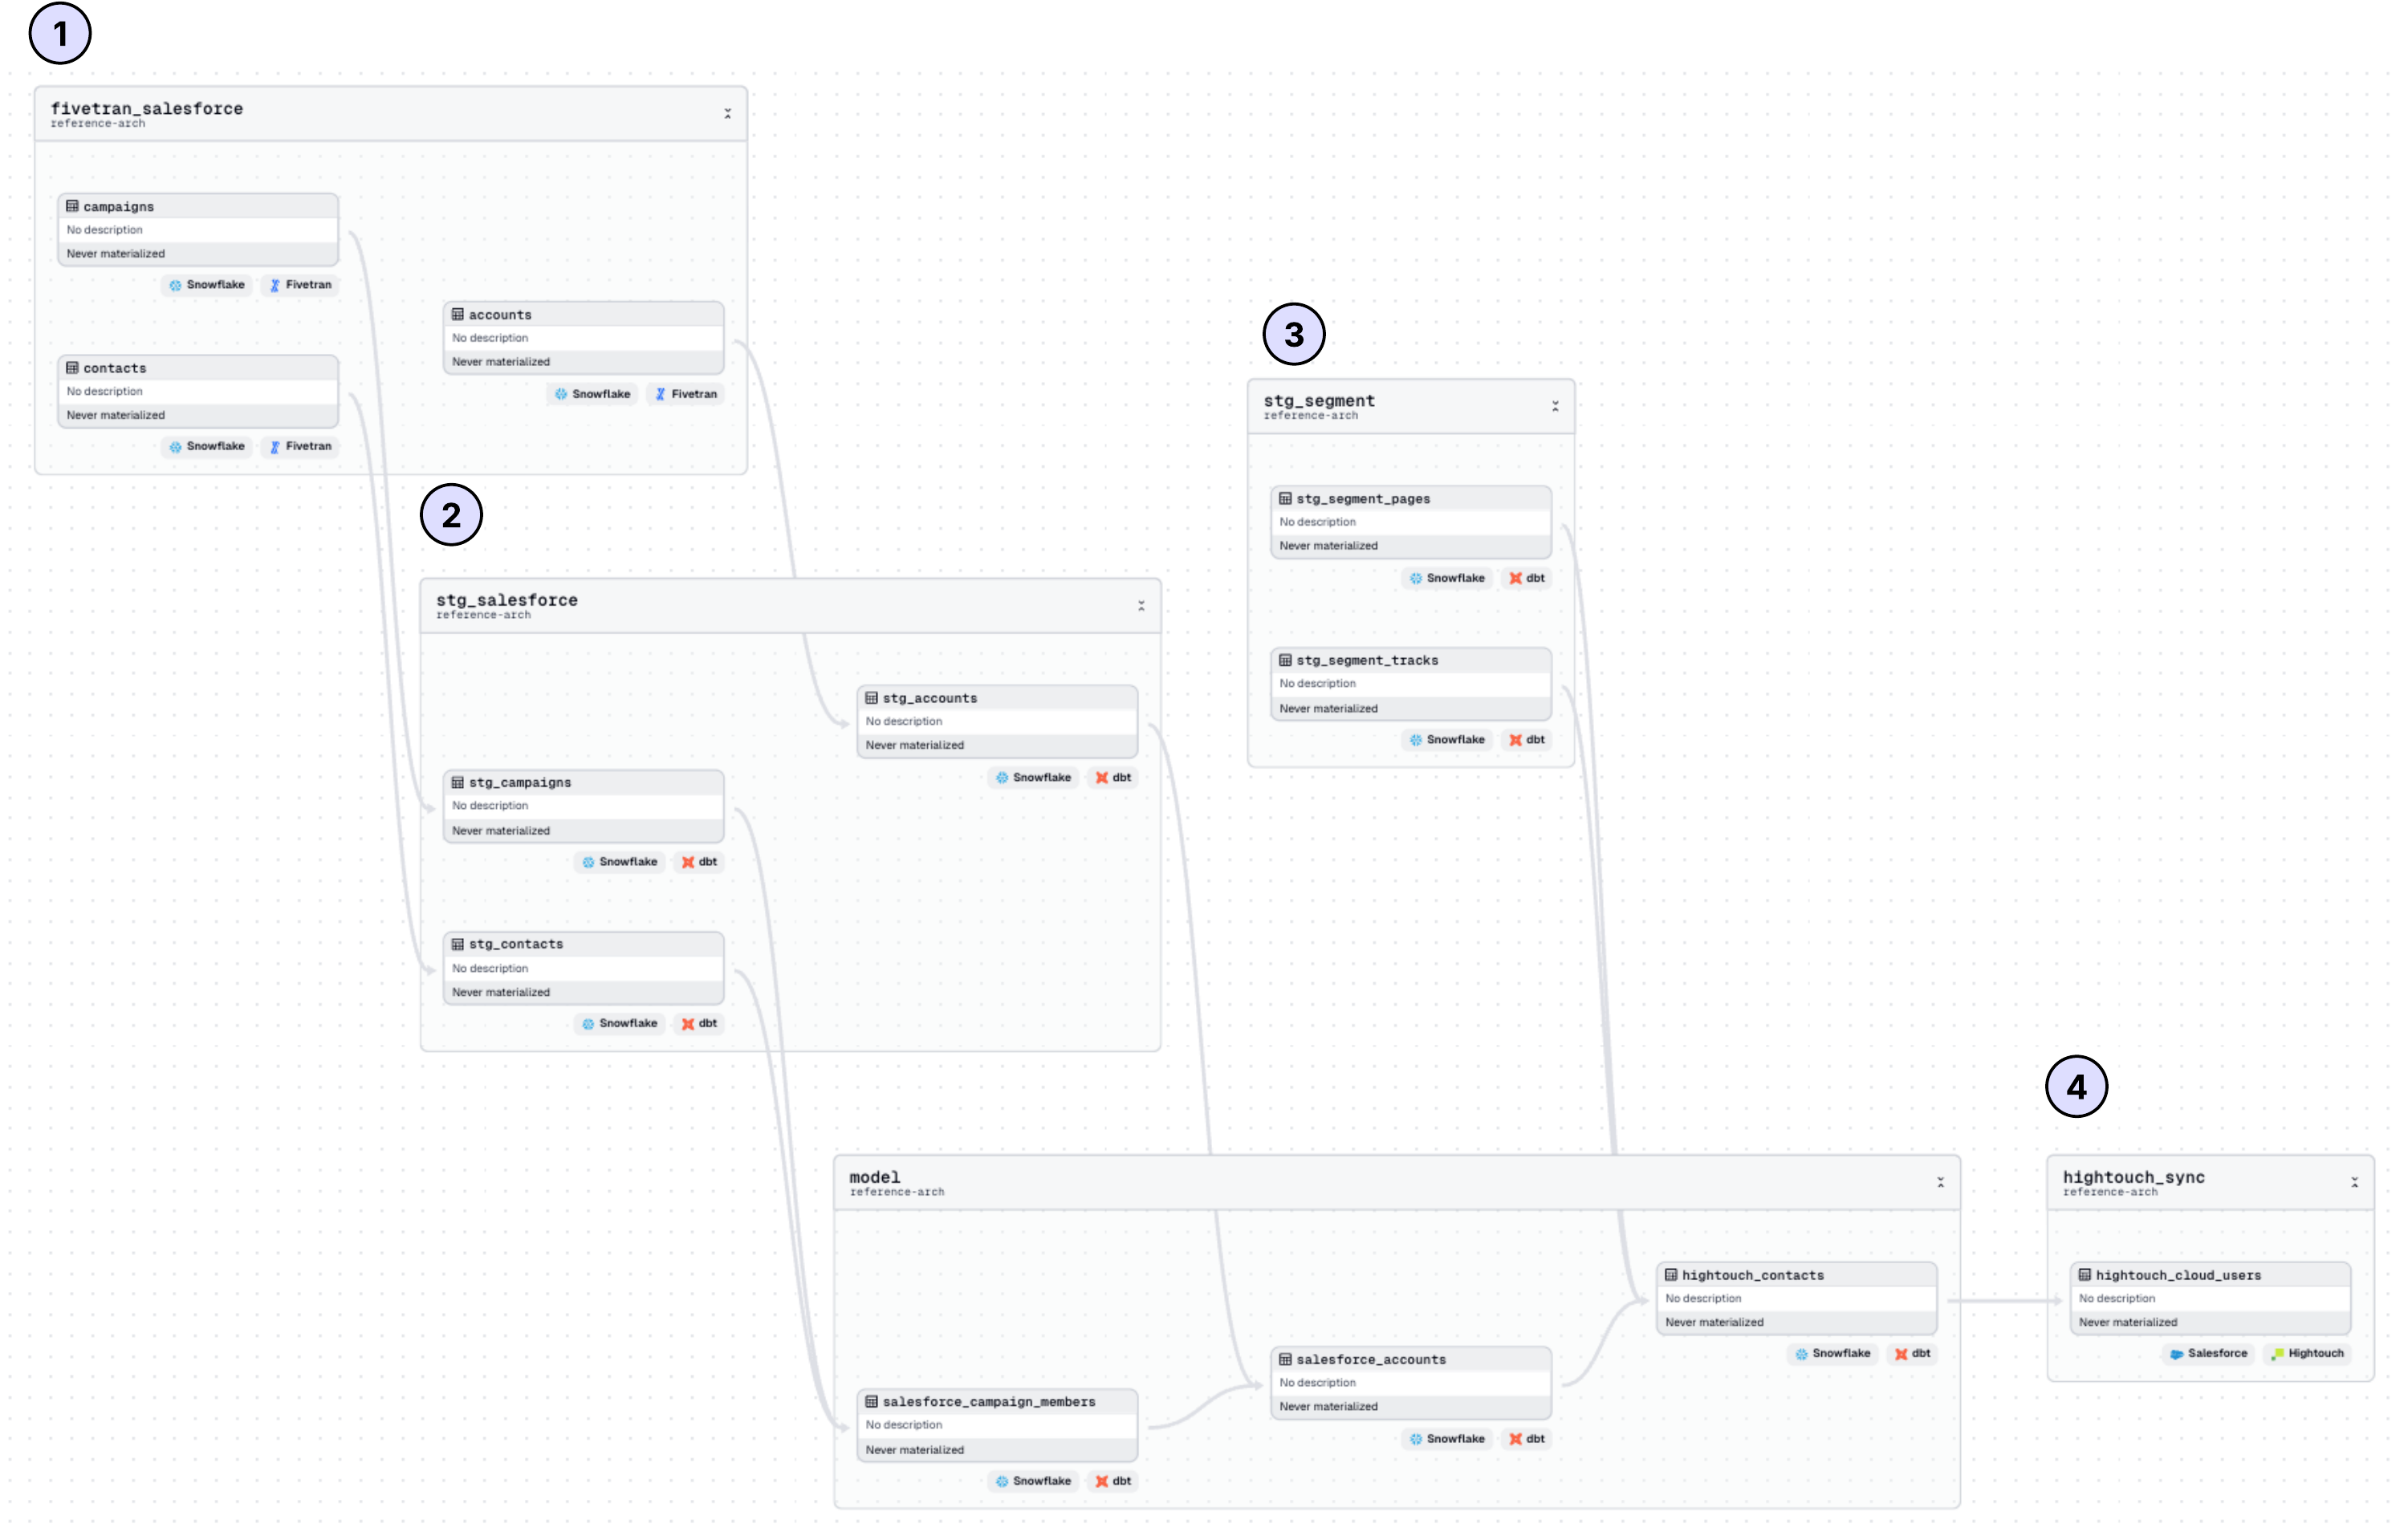 1
fivetran_salesforce
reference-arch
campaigns
No description
Never materialized
Snowflake Fivetran
accounts
No description
Never materialized
Snowflake Fivetran
contacts
No description
Never materialized
Snowflake Fivetran
2
stg_salesforce
reference-arch
stg_accounts
No description
Never materialized
Snowflake dbt
stg_campaigns
No description
Never materialized
Snowflake dbt
stg_contacts
No description
Never materialized
Snowflake dbt
3
stg_segment
reference-arch
stg_segment_pages
No description
Never materialized
Snowflake dbt
stg_segment_tracks
No description
Never materialized
Snowflake dbt
model
reference-arch
salesforce_campaign_members
No description
Never materialized
Snowflake dbt
salesforce_accounts
No description
Never materialized
Snowflake dbt
hightouch_contacts
No description
Never materialized
Snowflake dbt
4
hightouch_sync
reference-arch
hightouch_cloud_users
No description
Never materialized
Salesforce Hightouch